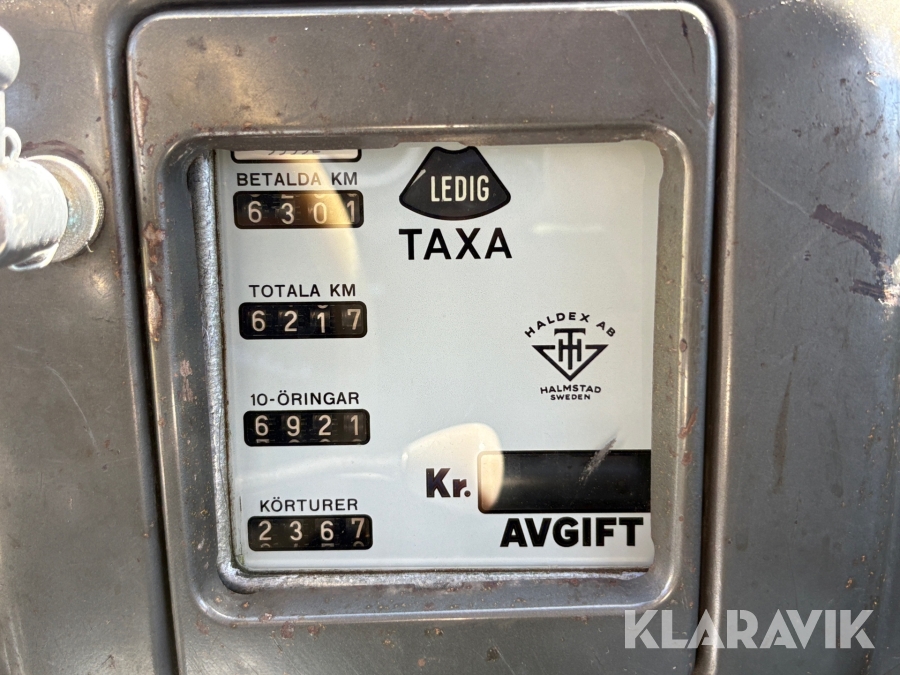 BETALDA KM
6301
LEDIG
TAXA
TOTALA KM
6217
HALDEX AB
TH
HALMSTAD
SWEDEN
10-ÖRINGAR
6921
Kr.
AVGIFT
KÖRTURER
2367
KLARAVIK